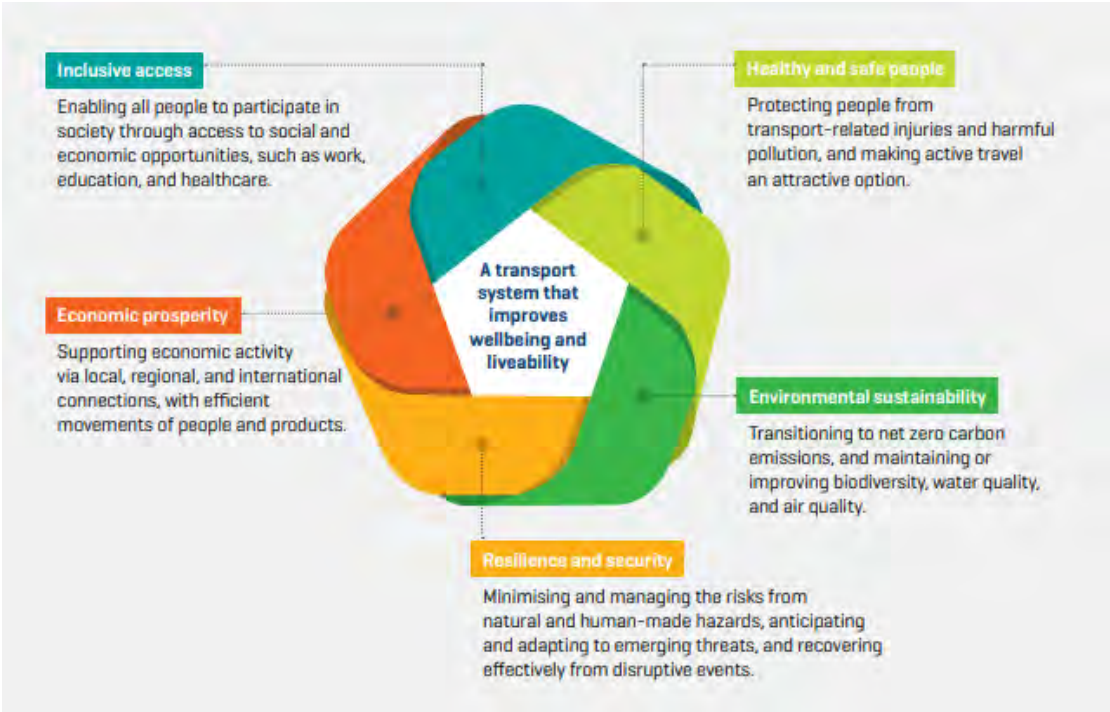 Inclusive access
Enabling all people to participate in
society through access to social and
economic opportunities, such as work,
education, and healthcare.
Healthy and safe people
Protecting people from
transport-related injuries and harmful
pollution, and making active travel
an attractive option.
A transport
system that
improves
wellbeing and
liveability
Economic prosperity
Supporting economic activity
via local, regional, and international
connections, with efficient
movements of people and products.
Environmental sustainability
Transitioning to net zero carbon
emissions, and maintaining or
improving biodiversity, water quality,
and air quality.
Resilience and security
Minimising and managing the risks from
natural and human-made hazards, anticipating
and adapting to emerging threats, and recovering
effectively from disruptive events.